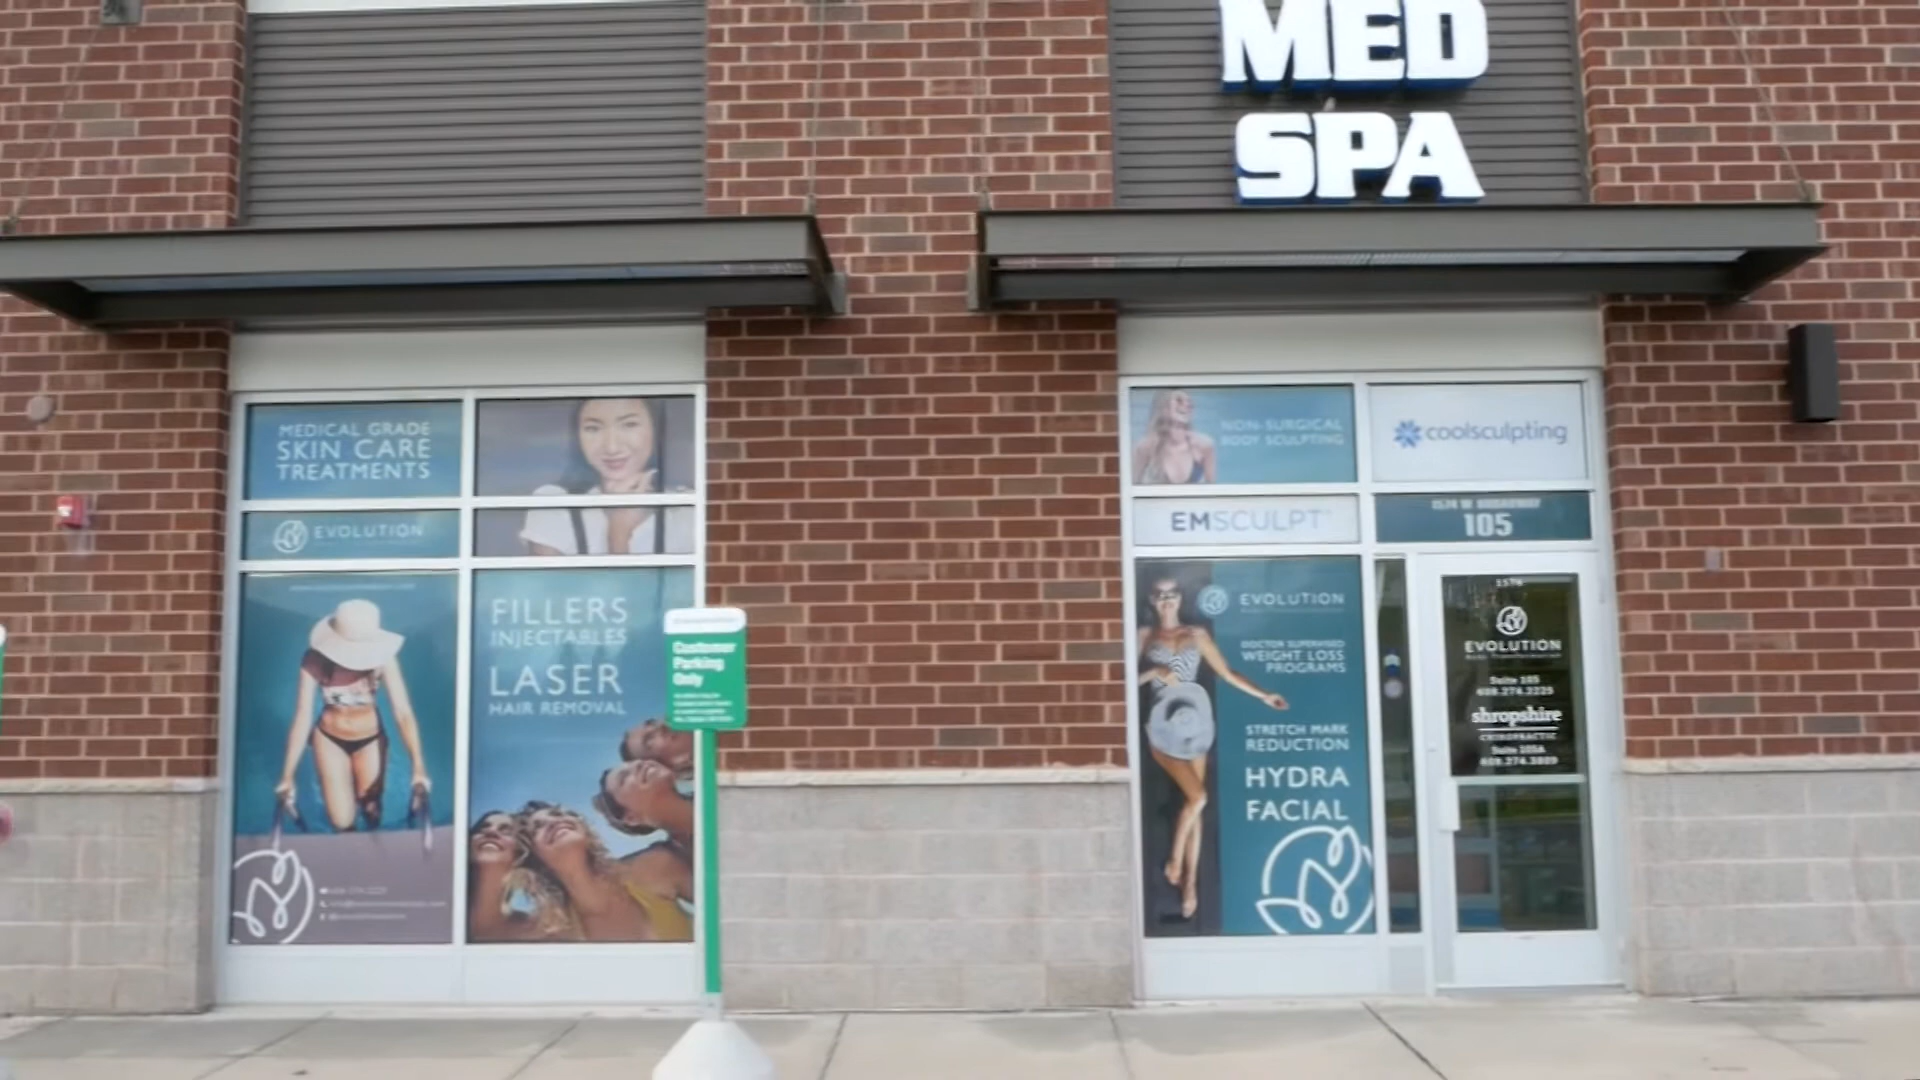 MED
SPA
MEDICAL GRADE
SKIN CARE
TREATMENTS
EVOLUTION
FILLERS
INJECTABLES
LASER
HAIR REMOVAL
Customer
Parking
Only
NON-SURGICAL
BODY SCULPTING
coolsculpting
EMSCULPT
1574 W BROADWAY
105
EVOLUTION
DOCTOR SUPERVISED
WEIGHT LOSS
PROGRAMS
STRETCH MARK
REDUCTION
HYDRA
FACIAL
EVOLUTION
Suite 105
608.274.2225
shropshire
CHIROPRACTIC
Suite 105A
608.274.3809